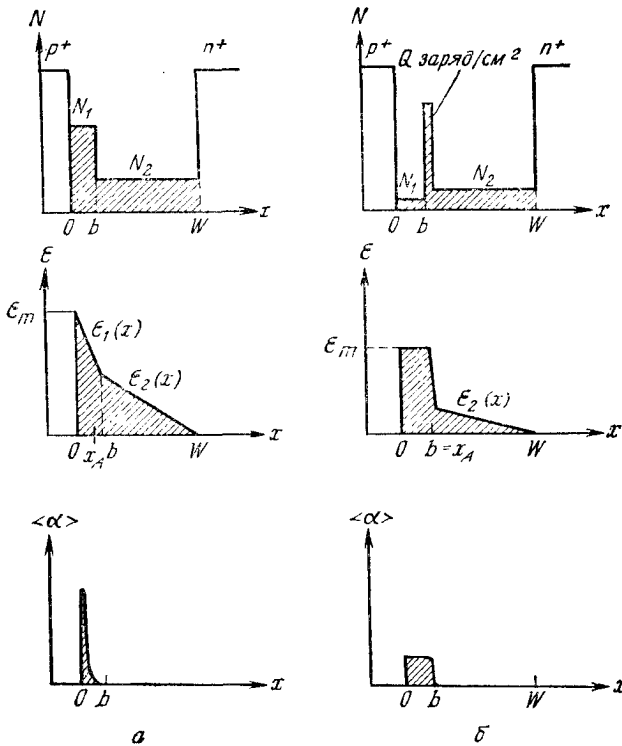 N
p⁺
n⁺
N₁
N₂
0
b
W
x
ℰ
ℰₘ
ℰ₁(x)
ℰ₂(x)
0
x_A
b
W
x
<α>
0
b
x
а
N
p⁺
n⁺
Q заряд/см²
N₁
N₂
0
b
W
x
ℰ
ℰₘ
ℰ₂(x)
0
b=x_A
W
x
<α>
0
b
W
x
б